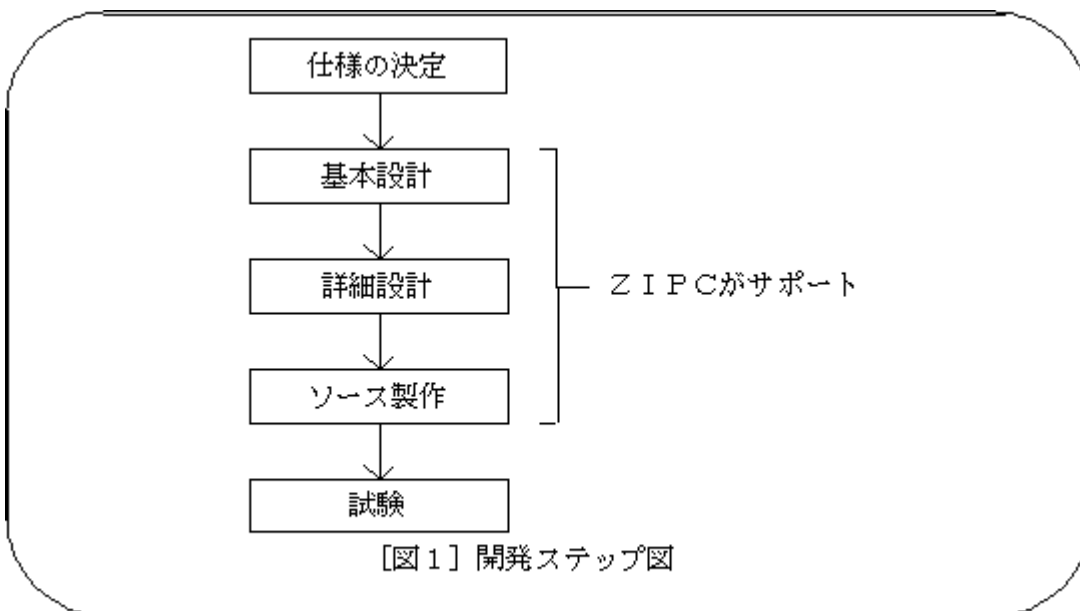 仕様の決定
基本設計
詳細設計
ZIPCがサポート
ソース製作
試験
[図1] 開発ステップ図